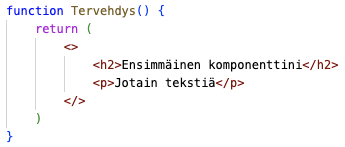 function Tervehdys() {
    return (
        <>
            <h2>Ensimmäinen komponenttini</h2>
            <p>Jotain tekstiä</p>
        </>
    )
}